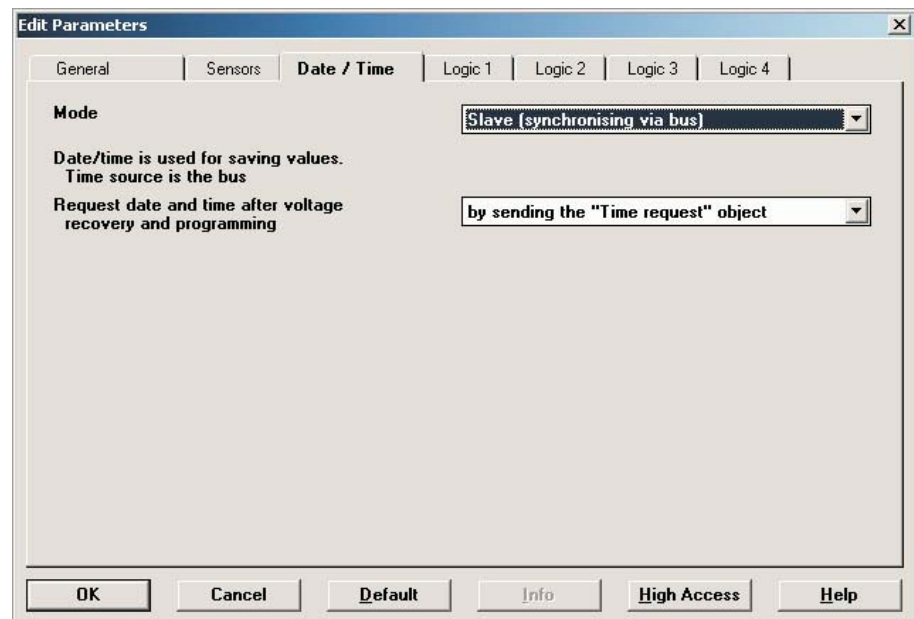 Edit Parameters
General Sensors Date / Time Logic 1 Logic 2 Logic 3 Logic 4
Mode Slave (synchronising via bus)
Date/time is used for saving values.
Time source is the bus
Request date and time after voltage
recovery and programming by sending the "Time request" object
OK Cancel Default Info High Access Help